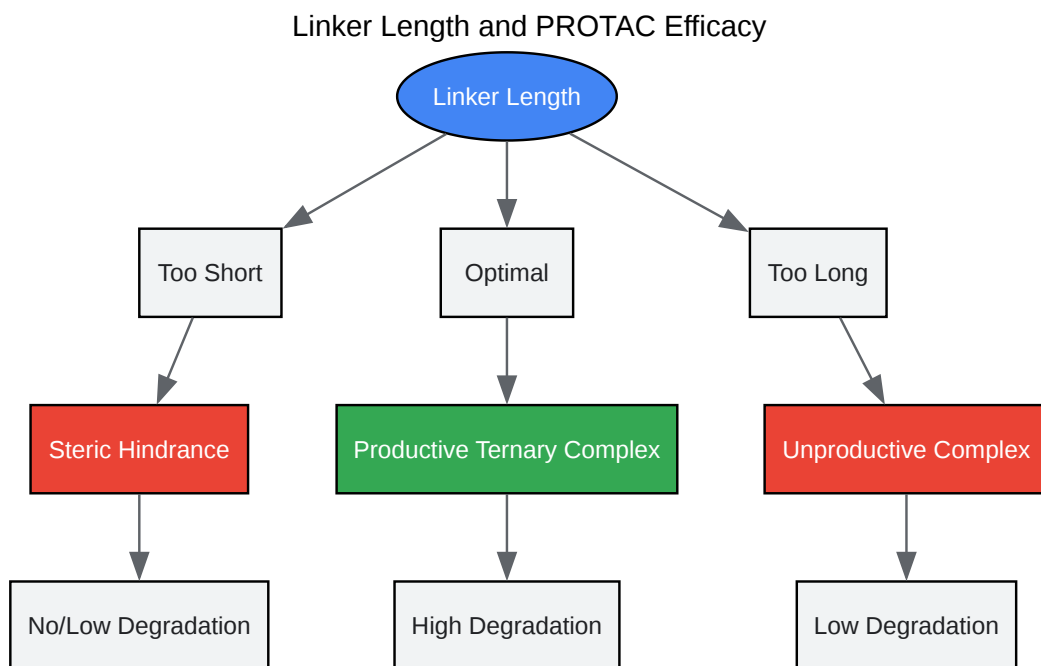 Linker Length and PROTAC Efficacy
Linker Length
Too Short
Optimal
Too Long
Steric Hindrance
Productive Ternary Complex
Unproductive Complex
No/Low Degradation
High Degradation
Low Degradation